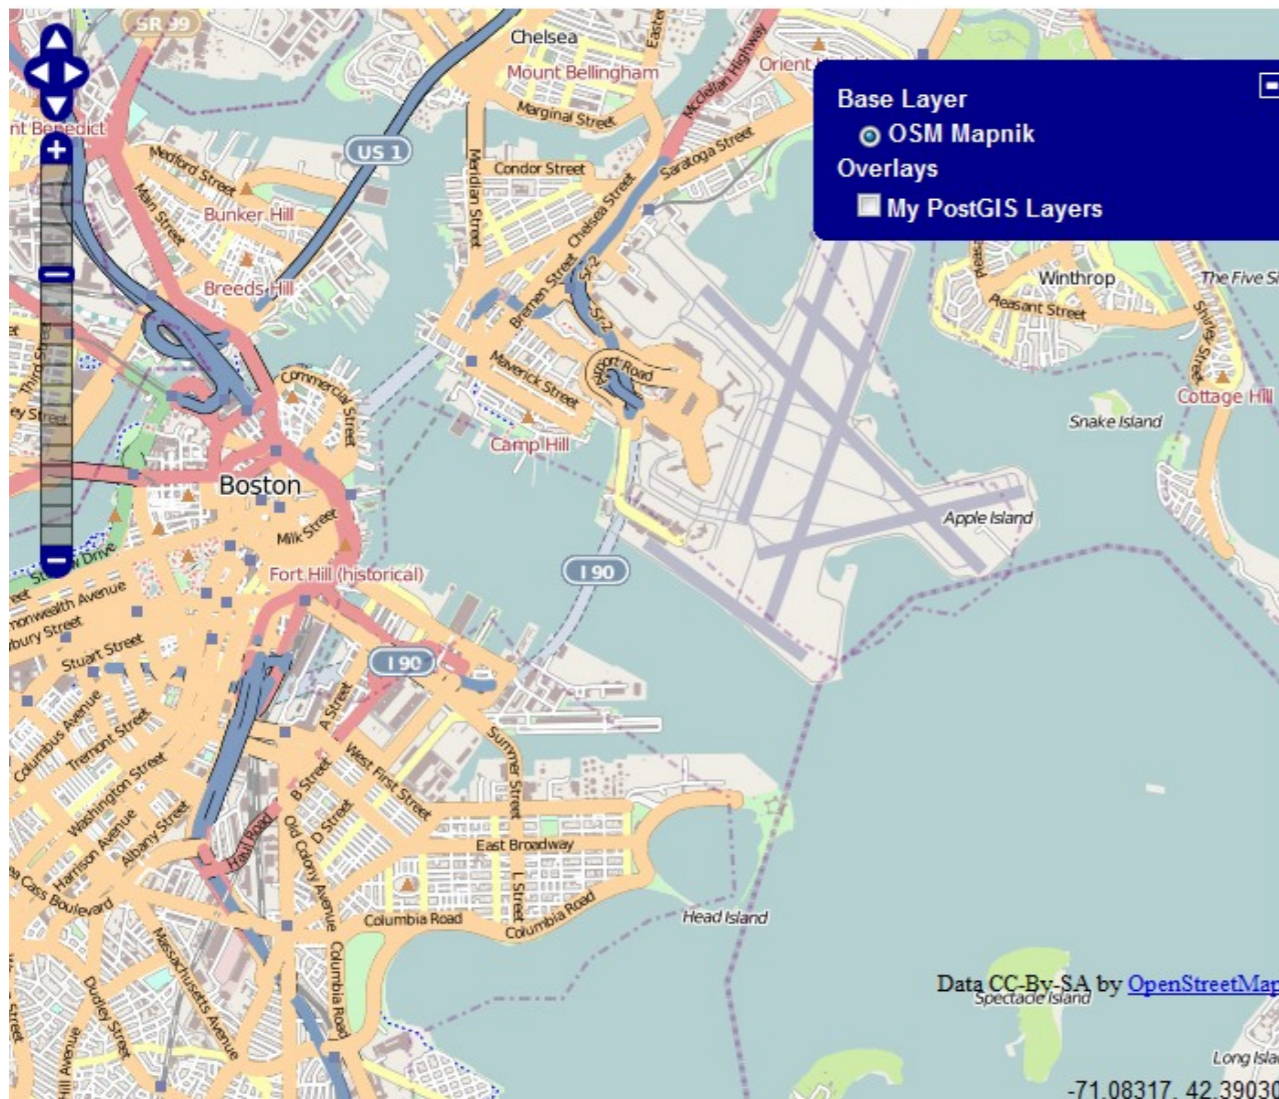 SR 99
Chelsea
Mount Bellingham
Mcclellan Highway
Marginal Street
Base Layer
OSM Mapnik
Overlays
My PostGIS Layers
US 1
Medford Street
Main Street
Bunker Hill
Breeds Hill
Meridian Street
Condor Street
Saratoga Street
Chelsea Street
Bremen Street
Sr-2
Sr-2
Winthrop
Pleasant Street
The Five Si
Shirley Street
Cottage Hill
Snake Island
Third Street
Commercial Street
Maverick Street
Airport Road
Camp Hill
Boston
Milk Street
Apple Island
Fort Hill (historical)
I 90
I 90
Stuart Street
Columbus Avenue
Tremont Street
Washington Street
Harrison Avenue
Albany Street
A Street
B Street
D Street
West First Street
Summer Street
Haul Road
Old Colony Avenue
East Broadway
L Street
ea Cass Boulevard
Massachusetts Avenue
Dudley Street
Columbia Road
Columbia Road
Columbia Road
Head Island
Data CC-By-SA by OpenStreetMap
Spectacle Island
Long Isla
-71.08317, 42.39030